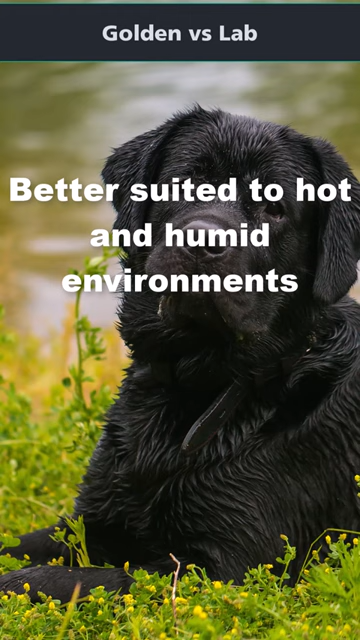 Golden vs Lab
Better suited to hot
and humid
environments